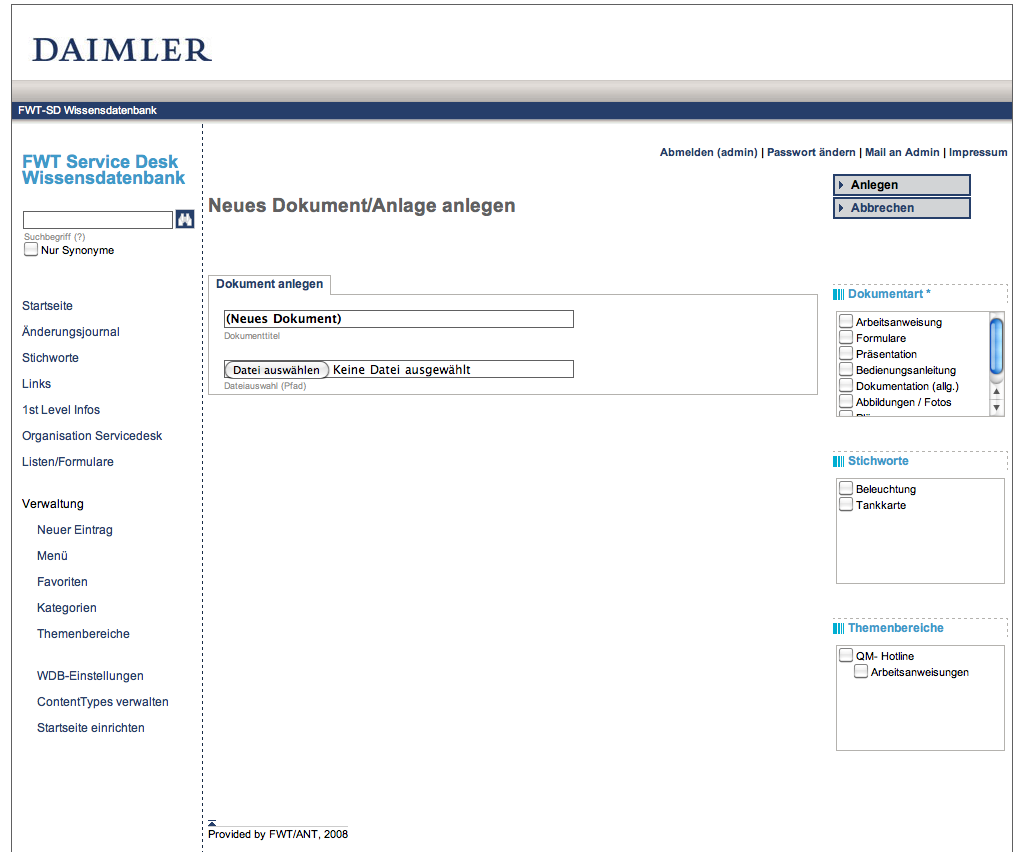 DAIMLER
FWT-SD Wissensdatenbank
Abmelden (admin) | Passwort ändern | Mail an Admin | Impressum
FWT Service Desk
Wissensdatenbank
Suchbegriff (?)
Nur Synonyme
Startseite
Änderungsjournal
Stichworte
Links
1st Level Infos
Organisation Servicedesk
Listen/Formulare
Verwaltung
Neuer Eintrag
Menü
Favoriten
Kategorien
Themenbereiche
WDB-Einstellungen
ContentTypes verwalten
Startseite einrichten
Neues Dokument/Anlage anlegen
Dokument anlegen
(Neues Dokument)
Dokumenttitel
Datei auswählen Keine Datei ausgewählt
Dateiauswahl (Pfad)
Anlegen
Abbrechen
Dokumentart *
Arbeitsanweisung
Formulare
Präsentation
Bedienungsanleitung
Dokumentation (allg.)
Abbildungen / Fotos
Stichworte
Beleuchtung
Tankkarte
Themenbereiche
QM- Hotline
Arbeitsanweisungen
Provided by FWT/ANT, 2008